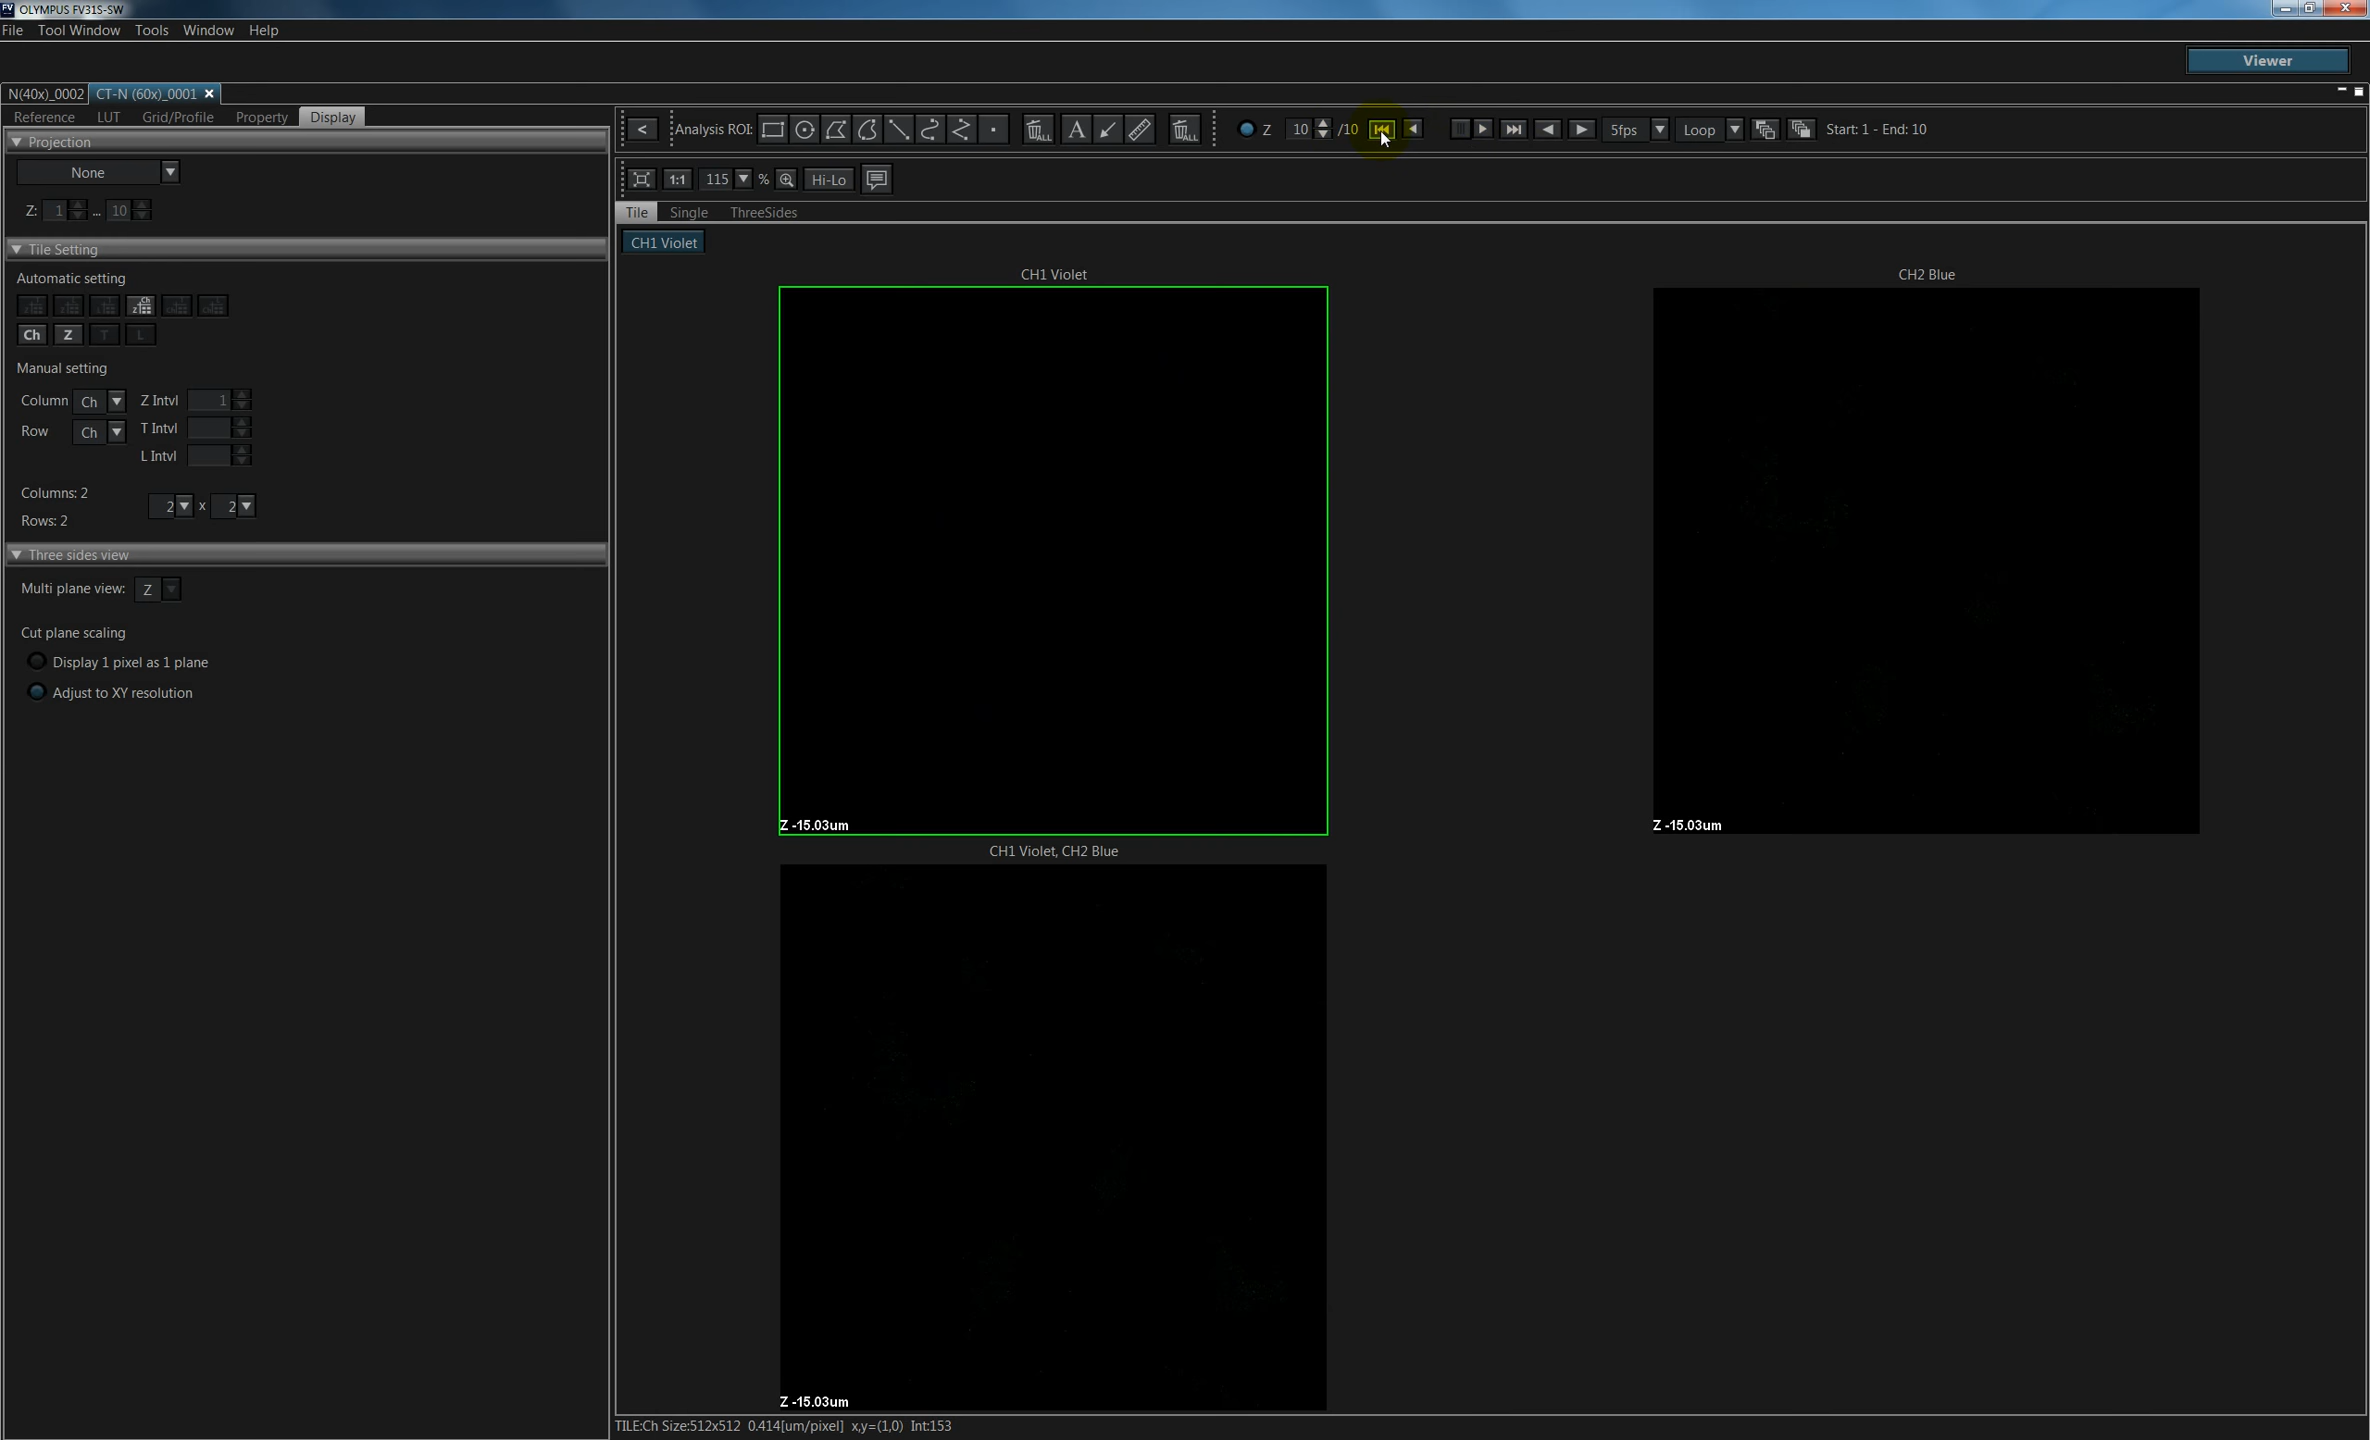 FV OLYMPUS FV31S-SW
File Tool Window Tools Window Help
Viewer
N(40x)_0002 CT-N (60x)_0001
Reference LUT Grid/Profile Property Display
< Analysis ROI: ALL A ALL Z 10 /10 5fps Loop Start: 1 - End: 10
Projection
None
1:1 115 % Hi-Lo
Z: 1 ... 10
Tile Single ThreeSides
Tile Setting
CH1 Violet
Automatic setting
CH1 Violet CH2 Blue
Ch Z T L
Manual setting
Column Ch Z Intvl 1
Row Ch T Intvl
L Intvl
Columns: 2
2 x 2
Rows: 2
Three sides view
Multi plane view: Z
Cut plane scaling
Display 1 pixel as 1 plane
Adjust to XY resolution
Z -15.03um Z -15.03um
CH1 Violet, CH2 Blue
Z -15.03um
TILE:Ch Size:512x512 0.414[um/pixel] x,y=(1,0) Int:153